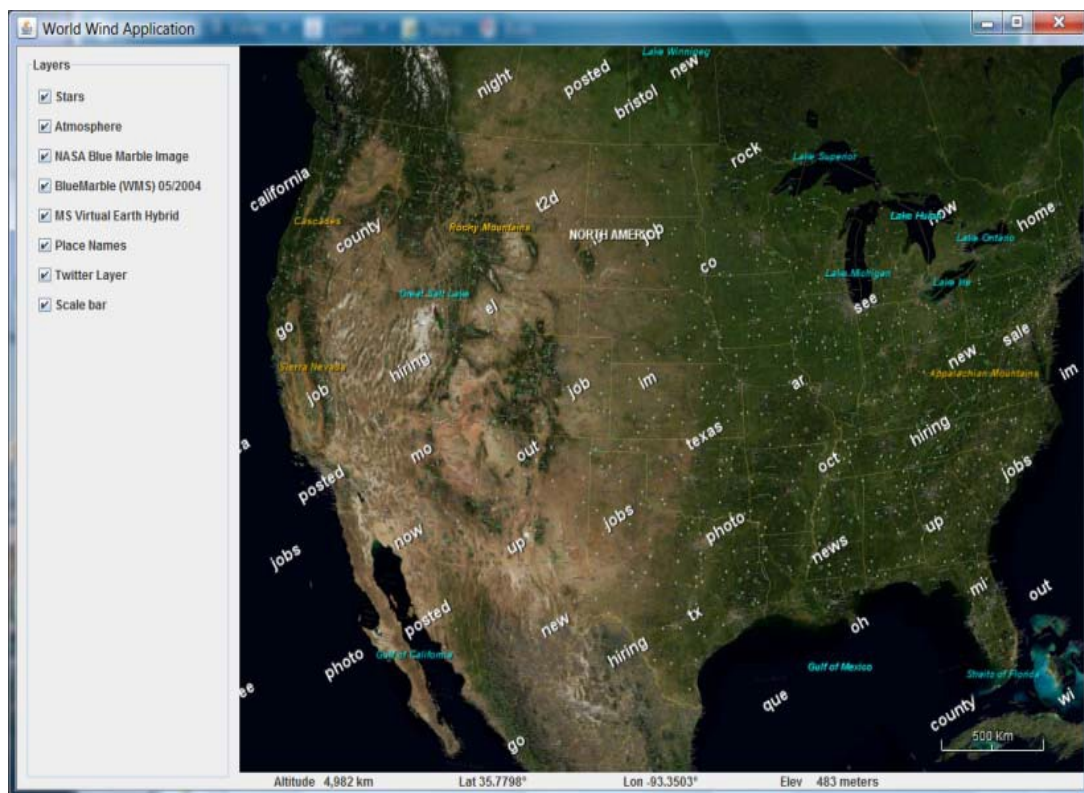 World Wind Application
Layers
Stars
Atmosphere
NASA Blue Marble Image
BlueMarble (WMS) 05/2004
MS Virtual Earth Hybrid
Place Names
Twitter Layer
Scale bar
Lake Winnipeg
night
posted
new
bristol
rock
Lake Superior
california
t2d
now
home
Cascades
county
Rocky Mountains
NORTH AMERICA
job
Lake Huron
Lake Ontario
co
Lake Michigan
Great Salt Lake
el
see
go
new
sale
Sierra Nevada
hiring
job
job
im
ar
Appalachian Mountains
im
mo
out
texas
hiring
posted
oct
jobs
jobs
now
up
jobs
photo
news
up
posted
new
tx
mi
out
photo
Gulf of California
hiring
oh
Gulf of Mexico
Straits of Florida
que
county
wi
go
500 Km
Altitude 4,982 km Lat 35.7798° Lon -93.3503° Elev 483 meters